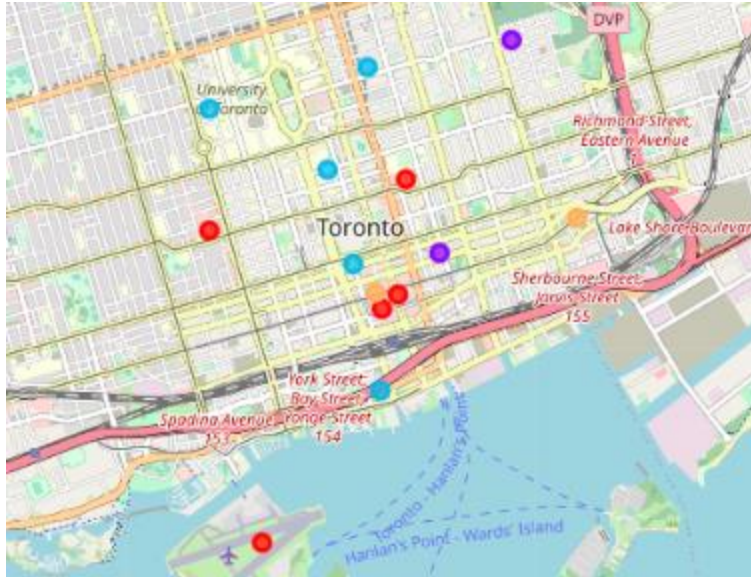 DVP
University
of Toronto
Richmond Street,
Eastern Avenue
Toronto
Lake Shore Boulevar
Sherbourne Street,
Jarvis Street
155
York Street,
Bay Street,
Yonge Street
154
Spadina Avenue
153
Toronto - Hanlan's Point
Hanlan's Point - Wards' Island